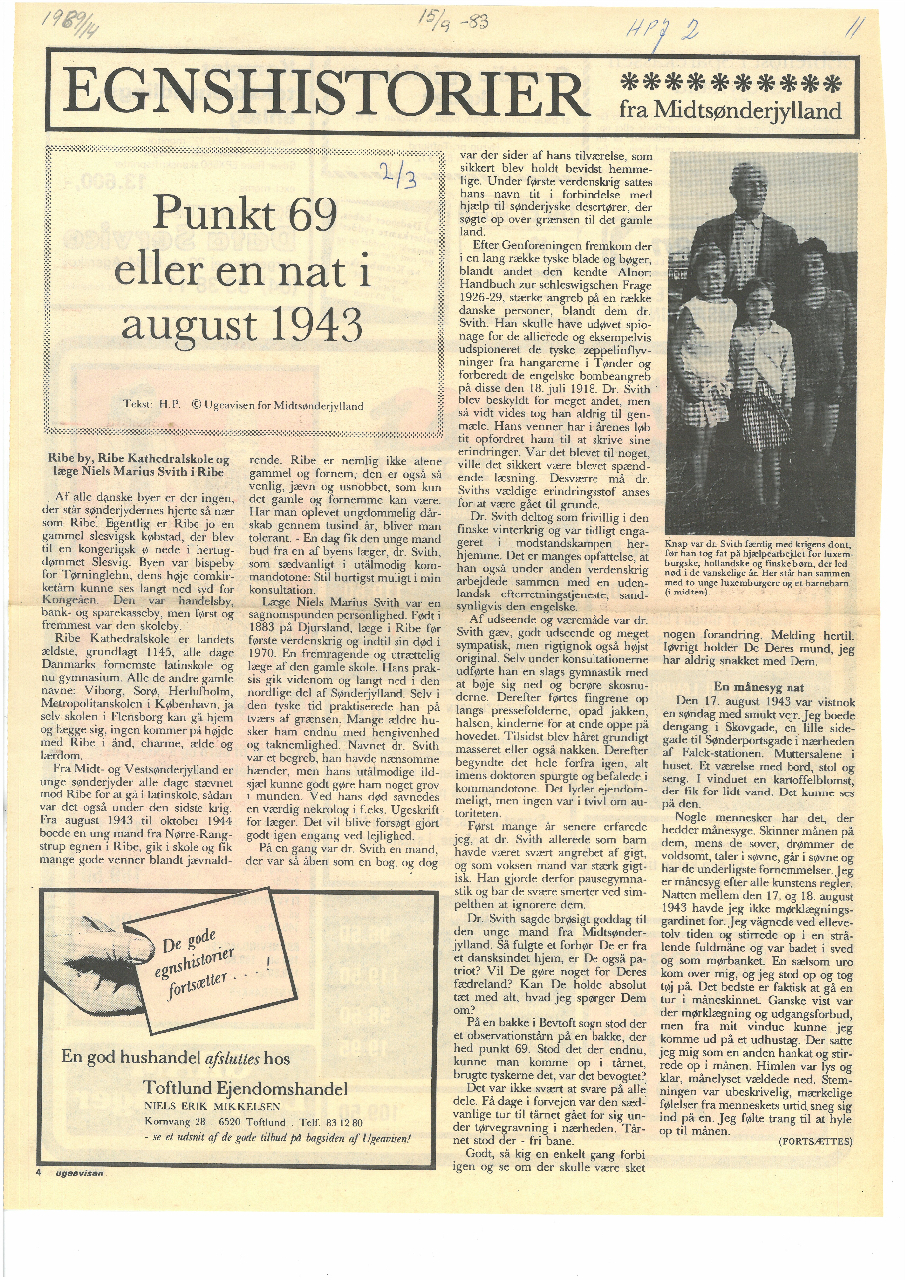 1989/14
15/9 -83
HPJ 2
11
EGNSHISTORIER
**********
fra Midtsønderjylland
2/3
Punkt 69
eller en nat i
august 1943
Tekst: H.P. © Ugeavisen for Midtsønderjylland
Ribe by, Ribe Kathedralskole og
læge Niels Marius Svith i Ribe
Af alle danske byer er der ingen,
der står sønderjydernes hjerte så nær
som Ribe. Egentlig er Ribe jo en
gammel slesvigsk købstad, der blev
til en kongerigsk ø nede i hertug-
dømmet Slesvig. Byen var bispeby
for Tørninglehn, dens høje domkir-
ketårn kunne ses langt ned syd for
Kongeåen. Den var handelsby,
bank- og sparekasseby, men først og
fremmest var den skoleby.
Ribe Kathedralskole er landets
ældste, grundlagt 1145, alle dage
Danmarks fornemste latinskole og
nu gymnasium. Alle de andre gamle
navne: Viborg, Sorø, Herlufholm,
Metropolitanskolen i København, ja
selv skolen i Flensborg kan gå hjem
og lægge sig, ingen kommer på højde
med Ribe i ånd, charme, ælde og
lærdom.
Fra Midt- og Vestsønderjylland er
unge sønderjyder alle dage stævnet
mod Ribe for at gå i latinskole, sådan
var det også under den sidste krig.
Fra august 1943 til oktober 1944
boede en ung mand fra Nørre-Rang-
strup egnen i Ribe, gik i skole og fik
mange gode venner blandt jævnald-
rende. Ribe er nemlig ikke alene
gammel og fornem, den er også så
venlig, jævn og usnobbet, som kun
det gamle og fornemme kan være.
Har man oplevet ungdommelig dår-
skab gennem tusind år, bliver man
tolerant. - En dag fik den unge mand
bud fra en af byens læger, dr. Svith,
som sædvanligt i utålmodig kom-
mandotone: Stil hurtigst muligt i min
konsultation.
Læge Niels Marius Svith var en
sagnomspunden personlighed. Født i
1883 på Djursland, læge i Ribe før
første verdenskrig og indtil sin død i
1970. En fremragende og utrættelig
læge af den gamle skole. Hans prak-
sis gik videnom og langt ned i den
nordlige del af Sønderjylland. Selv i
den tyske tid praktiserede han på
tværs af grænsen. Mange ældre hu-
sker ham endnu med hengivenhed
og taknemlighed. Navnet dr. Svith
var et begreb, han havde nænsomme
hænder, men hans utålmodige ild-
sjæl kunne godt gøre ham noget grov
i munden. Ved hans død savnedes
en værdig nekrolog i f.eks. Ugeskrift
for læger. Det vil blive forsøgt gjort
godt igen engang ved lejlighed.
På en gang var dr. Svith en mand,
der var så åben som en bog, og dog
var der sider af hans tilværelse, som
sikkert blev holdt bevidst hemme-
lige. Under første verdenskrig sattes
hans navn tit i forbindelse med
hjælp til sønderjyske desertører, der
søgte op over grænsen til det gamle
land.
Efter Genforeningen fremkom der
i en lang række tyske blade og bøger,
blandt andet den kendte Alnor:
Handbuch zur schleswigschen Frage
1926-29, stærke angreb på en række
danske personer, blandt dem dr.
Svith. Han skulle have udøvet spio-
nage for de allierede og eksempelvis
udspioneret de tyske zeppelinflyv-
ninger fra hangarerne i Tønder og
forberedt de engelske bombeangreb
på disse den 18. juli 1918. Dr. Svith
blev beskyldt for meget andet, men
så vidt vides tog han aldrig til gen-
mæle. Hans venner har i årenes løb
tit opfordret ham til at skrive sine
erindringer. Var det blevet til noget,
ville det sikkert være blevet spænd-
ende læsning. Desværre må dr.
Sviths vældige erindringsstof anses
for at være gået til grunde.
Dr. Svith deltog som frivillig i den
finske vinterkrig og var tidligt enga-
geret i modstandskampen her-
hjemme. Det er manges opfattelse, at
han også under anden verdenskrig
arbejdede sammen med en uden-
landsk efterretningstjeneste, sand-
synligvis den engelske.
Af udseende og væremåde var dr.
Svith gæv, godt udseende og meget
sympatisk, men rigtignok også højst
original. Selv under konsultationerne
udførte han en slags gymnastik med
at bøje sig ned og berøre skosnu-
derne. Derefter førtes fingrene op
langs pressefolderne, opad jakken,
halsen, kinderne for at ende oppe på
hovedet. Tilsidst blev håret grundigt
masseret eller også nakken. Derefter
begyndte det hele forfra igen, alt
imens doktoren spurgte og befalede i
kommandotone. Det lyder ejendom-
meligt, men ingen var i tvivl om au-
toriteten.
Først mange år senere erfarede
jeg, at dr. Svith allerede som barn
havde været svært angrebet af gigt,
og som voksen mand var stærk gigt-
isk. Han gjorde derfor pausegymna-
stik og bar de svære smerter ved sim-
pelthen at ignorere dem.
Dr. Svith sagde brøsigt goddag til
den unge mand fra Midtsønder-
jylland. Så fulgte et forhør. De er fra
et dansksindet hjem, er De også pa-
triot? Vil De gøre noget for Deres
fædreland? Kan De holde absolut
tæt med alt, hvad jeg spørger Dem
om?
På en bakke i Bevtoft sogn stod der
et observationstårn på en bakke, der
hed punkt 69. Stod det der endnu,
kunne man komme op i tårnet,
brugte tyskerne det, var det bevogtet?
Det var ikke svært at svare på alle
dele. Få dage i forvejen var den sæd-
vanlige tur til tårnet gået for sig un-
der tørvegravning i nærheden. Tår-
net stod der - fri bane.
Godt, så kig en enkelt gang forbi
igen og se om der skulle være sket
Knap var dr. Svith færdig med krigens dont,
før han tog fat på hjælpearbejdet for luxem-
burgske, hollandske og finske børn, der led
nød i de vanskelige år. Her står han sammen
med to unge luxemburgere og et barnebarn
(i midten).
nogen forandring. Melding hertil.
Iøvrigt holder De Deres mund, jeg
har aldrig snakket med Dem.
En månesyg nat
Den 17. august 1943 var vistnok
en søndag med smukt vejr. Jeg boede
dengang i Skovgade, en lille side-
gade til Sønderportsgade i nærheden
af Falck-stationen. Muttersalene i
huset. Et værelse med bord, stol og
seng. I vinduet en kartoffelblomst,
der fik for lidt vand. Det kunne ses
på den.
Nogle mennesker har det, der
hedder månesyge. Skinner månen på
dem, mens de sover, drømmer de
voldsomt, taler i søvne, går i søvne og
har de underligste fornemmelser. Jeg
er månesyg efter alle kunstens regler.
Natten mellem den 17. og 18. august
1943 havde jeg ikke mørklægnings-
gardinet for. Jeg vågnede ved elleve-
tolv tiden og stirrede op i en strå-
lende fuldmåne og var badet i sved
og som mørbanket. En sælsom uro
kom over mig, og jeg stod op og tog
tøj på. Det bedste er faktisk at gå en
tur i måneskinnet. Ganske vist var
der mørklægning og udgangsforbud,
men fra mit vindue kunne jeg
komme ud på et udhustag. Der satte
jeg mig som en anden hankat og stir-
rede op i månen. Himlen var lys og
klar, månelyset vældede ned. Stem-
ningen var ubeskrivelig, mærkelige
følelser fra menneskets urtid sneg sig
ind på en. Jeg følte trang til at hyle
op til månen.
(FORTSÆTTES)
De gode
egnshistorier
fortsætter . . . !
En god hushandel afsluttes hos
Toftlund Ejendomshandel
NIELS ERIK MIKKELSEN
Kornvang 28 . 6520 Toftlund . Telf. 83 12 80
- se et udsnit af de gode tilbud på bagsiden af Ugeavisen!
4 ugeavisen